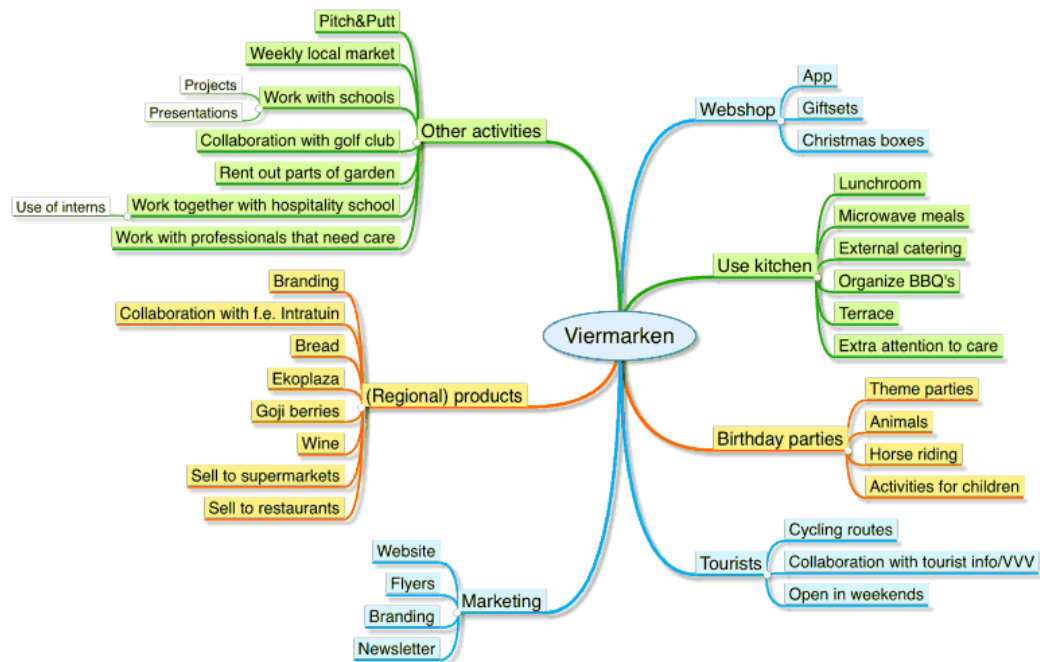 Viermarken
Webshop
App
Giftsets
Christmas boxes
Use kitchen
Lunchroom
Microwave meals
External catering
Organize BBQ's
Terrace
Extra attention to care
Birthday parties
Theme parties
Animals
Horse riding
Activities for children
Tourists
Cycling routes
Collaboration with tourist info/VVV
Open in weekends
Marketing
Website
Flyers
Branding
Newsletter
(Regional) products
Branding
Collaboration with f.e. Intratuin
Bread
Ekoplaza
Goji berries
Wine
Sell to supermarkets
Sell to restaurants
Other activities
Pitch&Putt
Weekly local market
Work with schools
Projects
Presentations
Collaboration with golf club
Rent out parts of garden
Work together with hospitality school
Use of interns
Work with professionals that need care